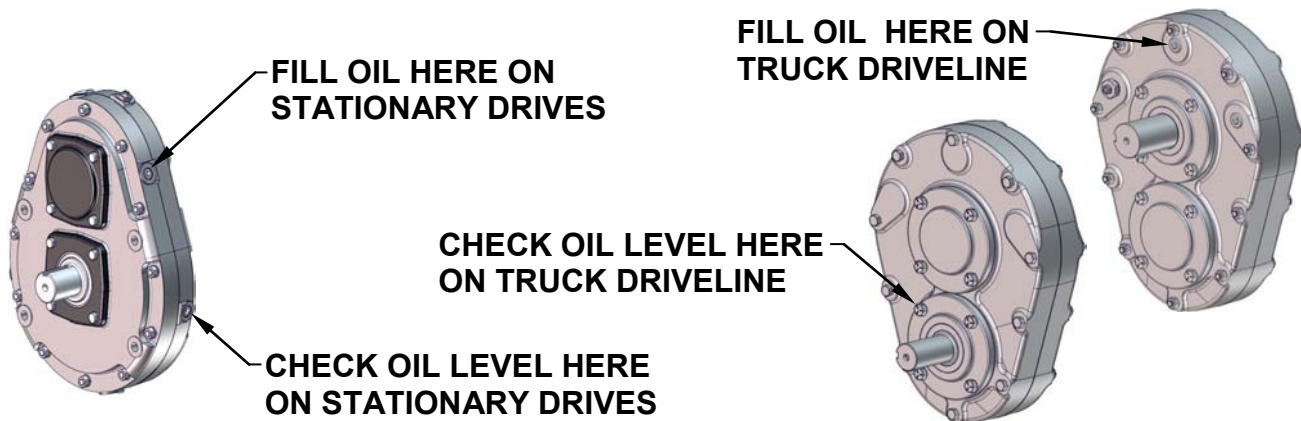 FILL OIL HERE ON
STATIONARY DRIVES
FILL OIL  HERE ON
TRUCK DRIVELINE
CHECK OIL LEVEL HERE
ON TRUCK DRIVELINE
CHECK OIL LEVEL HERE
ON STATIONARY DRIVES